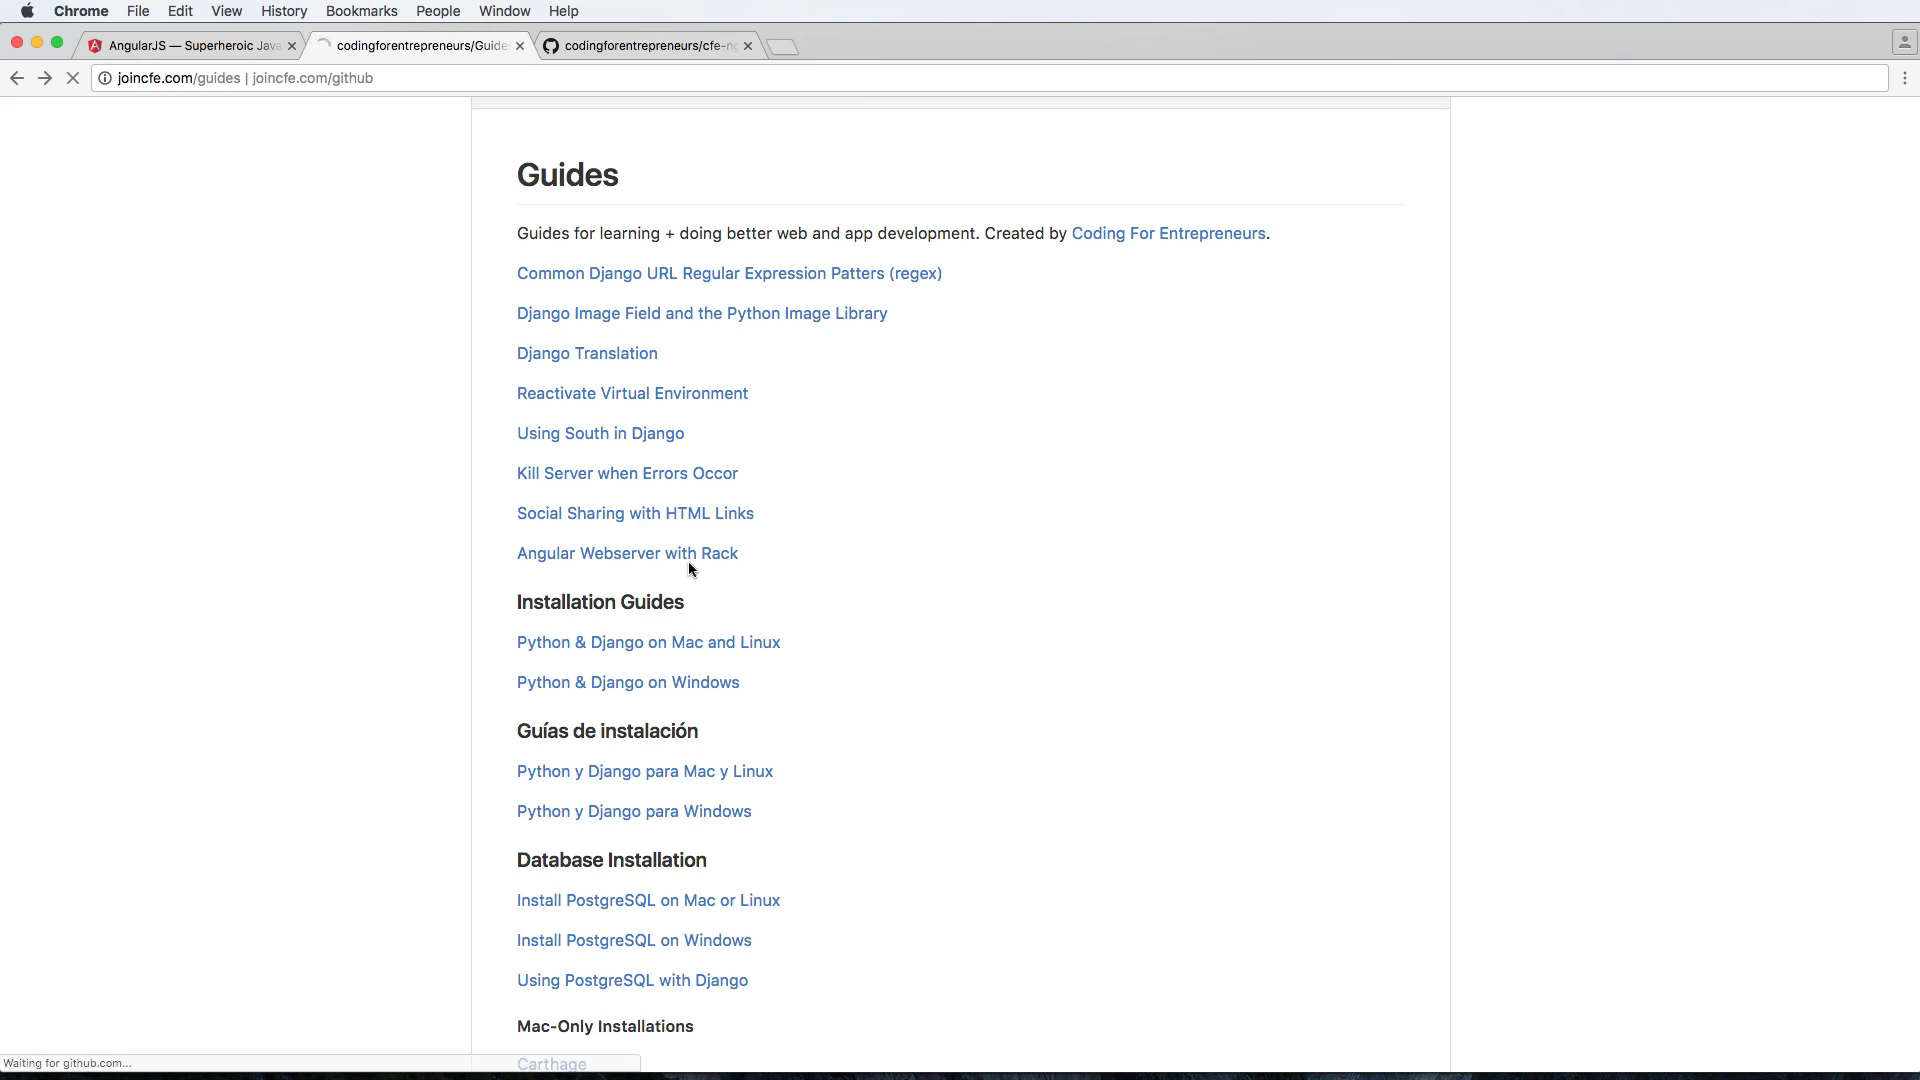 Chrome File Edit View History Bookmarks People Window Help
AngularJS — Superheroic Java
codingforentrepreneurs/Guide
codingforentrepreneurs/cfe-ng
joincfe.com/guides | joincfe.com/github
Guides
Guides for learning + doing better web and app development. Created by Coding For Entrepreneurs.
Common Django URL Regular Expression Patters (regex)
Django Image Field and the Python Image Library
Django Translation
Reactivate Virtual Environment
Using South in Django
Kill Server when Errors Occor
Social Sharing with HTML Links
Angular Webserver with Rack
Installation Guides
Python & Django on Mac and Linux
Python & Django on Windows
Guías de instalación
Python y Django para Mac y Linux
Python y Django para Windows
Database Installation
Install PostgreSQL on Mac or Linux
Install PostgreSQL on Windows
Using PostgreSQL with Django
Mac-Only Installations
Carthage
Waiting for github.com...